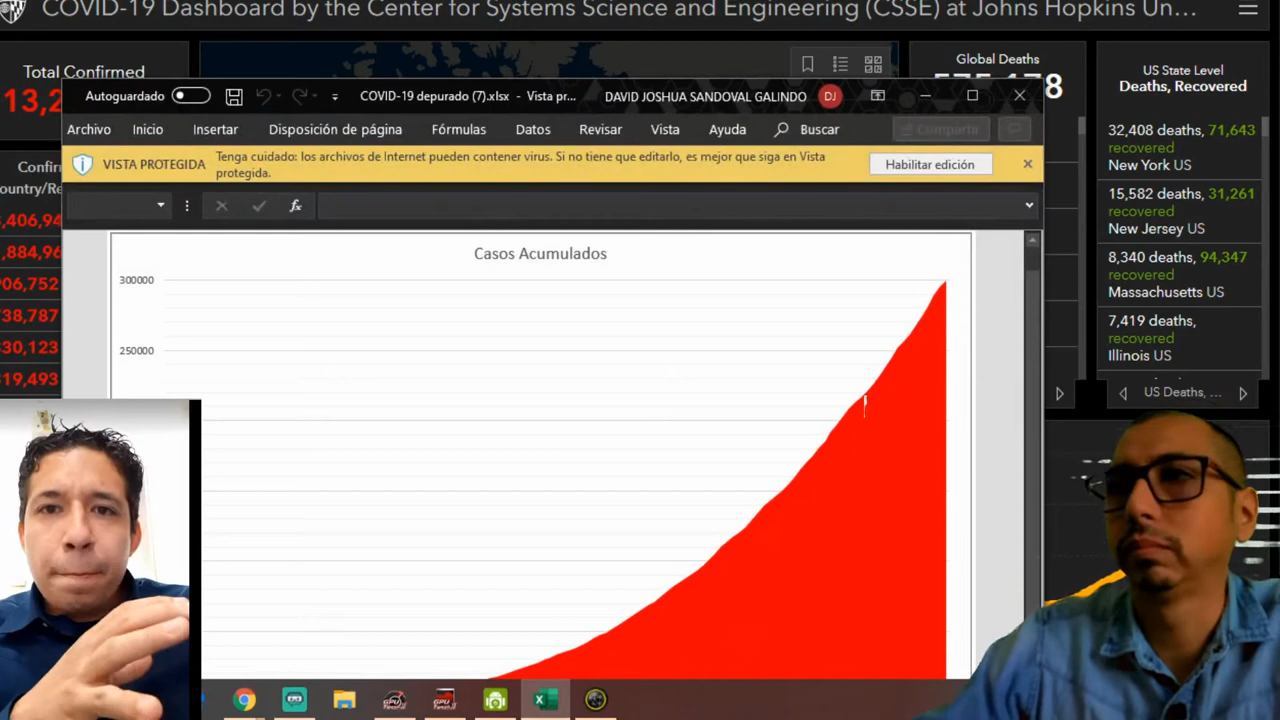 COVID-19 Dashboard by the Center for Systems Science and Engineering (CSSE) at Johns Hopkins Un...
Total Confirmed
13,2
Global Deaths
US State Level
Deaths, Recovered
32,408 deaths, 71,643
recovered
New York US
15,582 deaths, 31,261
recovered
New Jersey US
8,340 deaths, 94,347
recovered
Massachusetts US
7,419 deaths,
recovered
Illinois US
US Deaths, ...
Confir
ountry/Re
,406,94
,884,96
906,752
738,787
330,123
319,493
Autoguardado
COVID-19 depurado (7).xlsx - Vista pr...
DAVID JOSHUA SANDOVAL GALINDO
DJ
Archivo Inicio Insertar Disposición de página Fórmulas Datos Revisar Vista Ayuda Buscar
VISTA PROTEGIDA
Tenga cuidado: los archivos de Internet pueden contener virus. Si no tiene que editarlo, es mejor que siga en Vista
protegida.
Habilitar edición
fx
Casos Acumulados
300000
250000